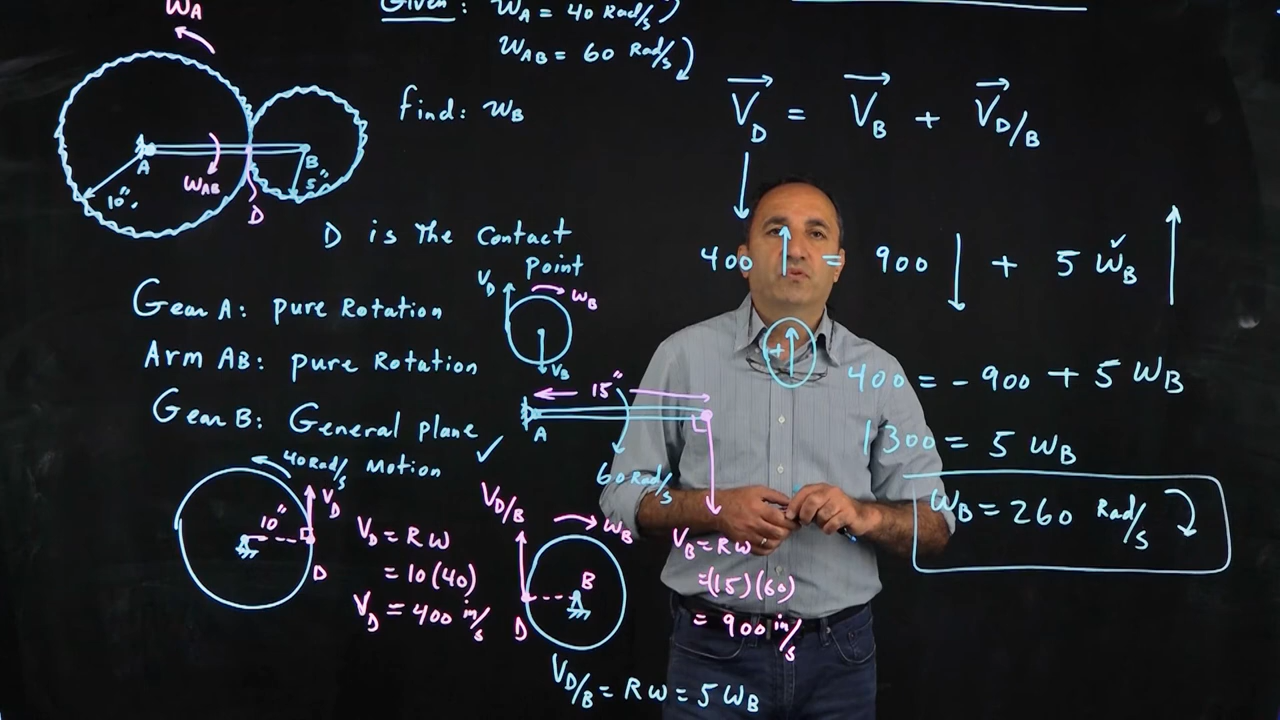 Given: ωA = 40 Rad/s
ωAB = 60 Rad/s
find: ωB
ωA
A
B
10"
5"
ωAB
D
D is the contact
point
Gear A: pure Rotation
Arm AB: pure Rotation
Gear B: General plane
Motion ✓
VD
ωB
VB
15"
A
60 Rad/s
40 Rad/s
10"
VD
D
VD = Rω
= 10(40)
VD = 400 in/s
VD/B
ωB
B
D
VD/B = Rω = 5 ωB
VB = Rω
=(15)(60)
= 900 in/s
VD = VB + VD/B
400 ↑ = 900 ↓ + 5 ωB ↑
+ ↑
400 = - 900 + 5 ωB
1300 = 5 ωB
ωB = 260 Rad/s